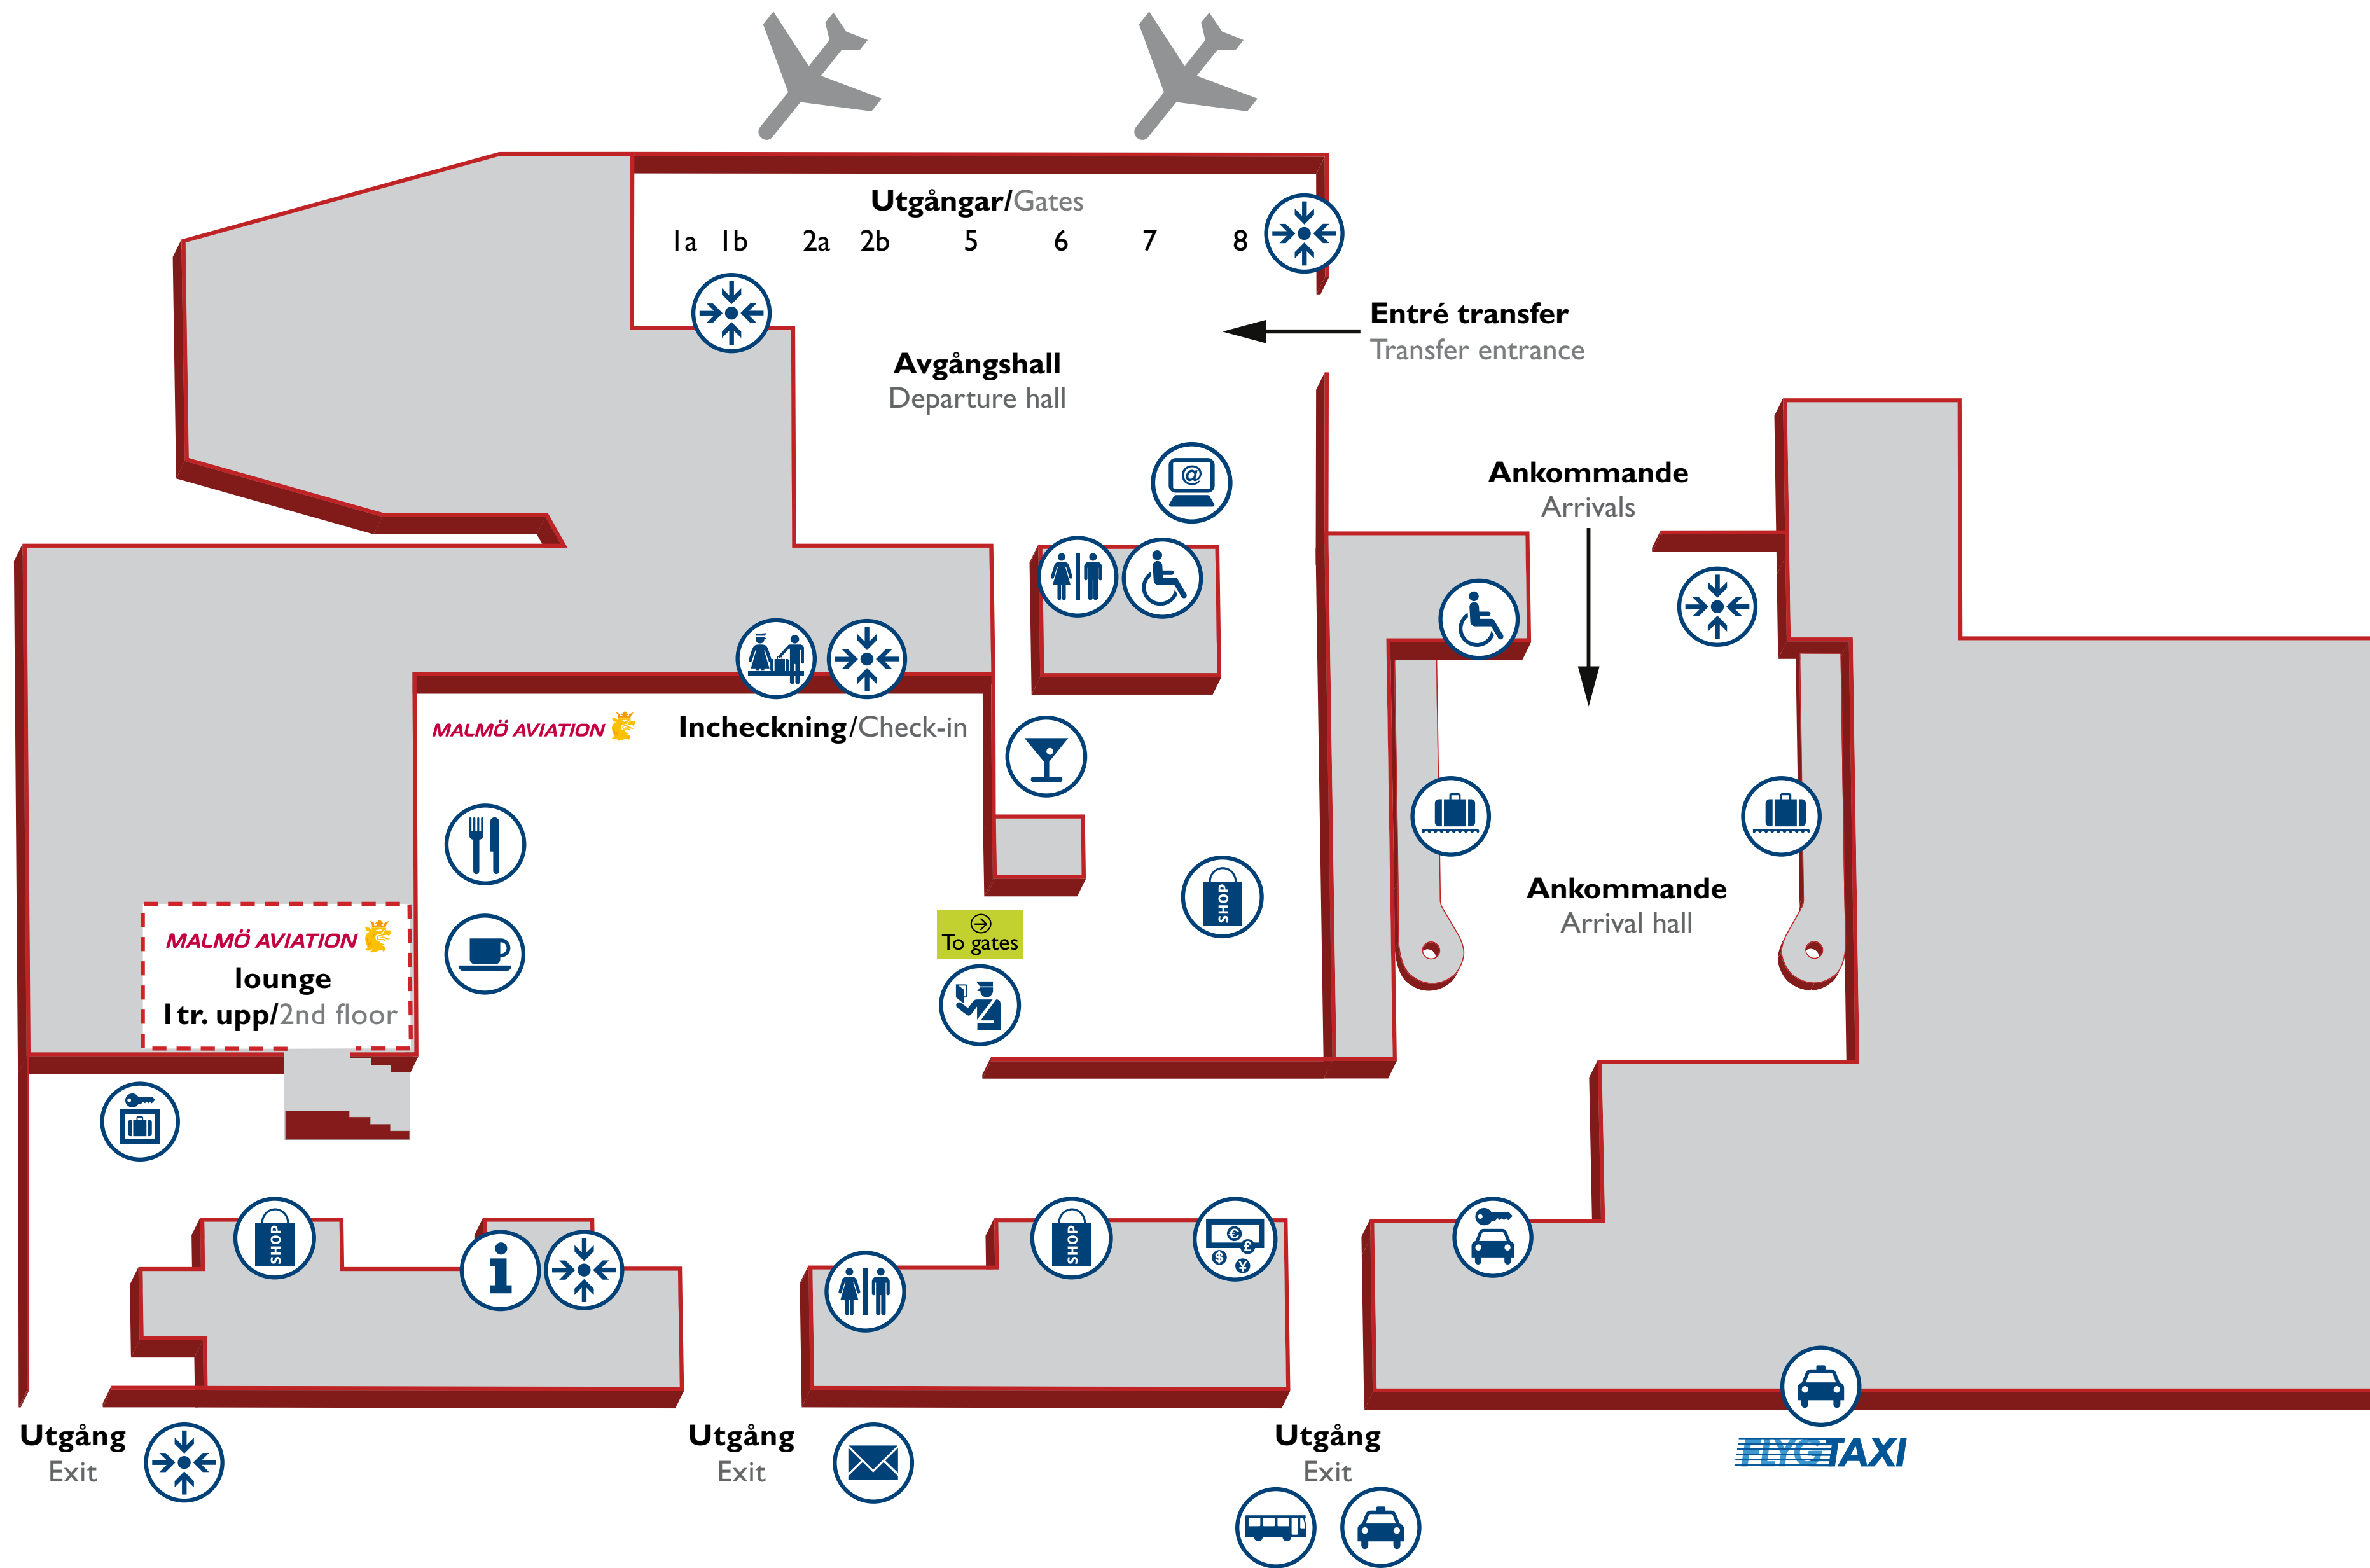 Utgångar/Gates
1a 1b 2a 2b 5 6 7 8
Entré transfer
Transfer entrance
Avgångshall
Departure hall
Ankommande
Arrivals
@
MALMÖ AVIATION
Incheckning/Check-in
SHOP
Ankommande
Arrival hall
To gates
MALMÖ AVIATION
lounge
1 tr. upp/2nd floor
SHOP
i
SHOP
€
£
$
¥
Utgång
Exit
Utgång
Exit
Utgång
Exit
FLYGTAXI